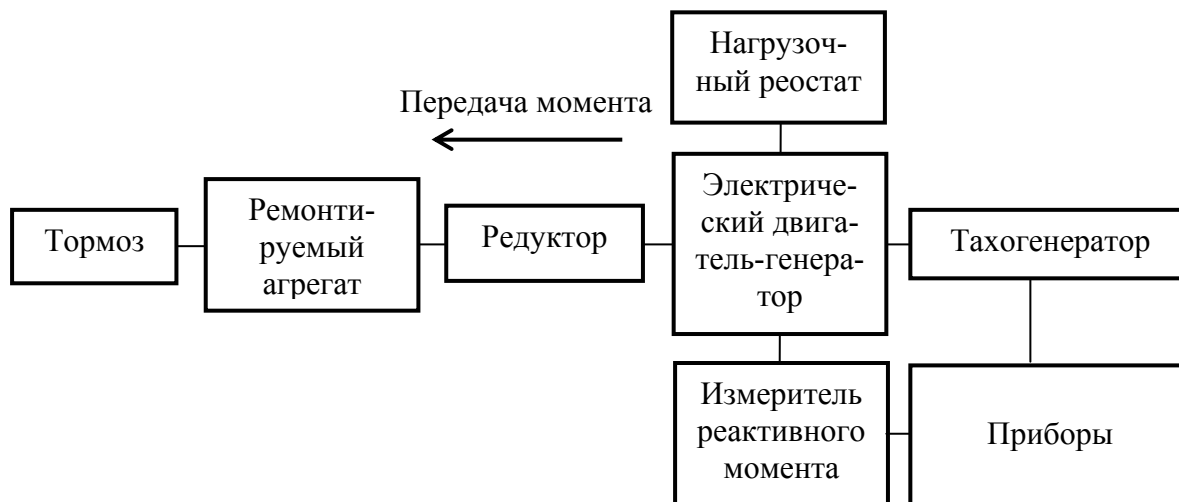 Нагрузоч-
ный реостат
Передача момента
Тормоз
Ремонти-
руемый
агрегат
Редуктор
Электриче-
ский двига-
тель-генера-
тор
Тахогенератор
Измеритель
реактивного
момента
Приборы